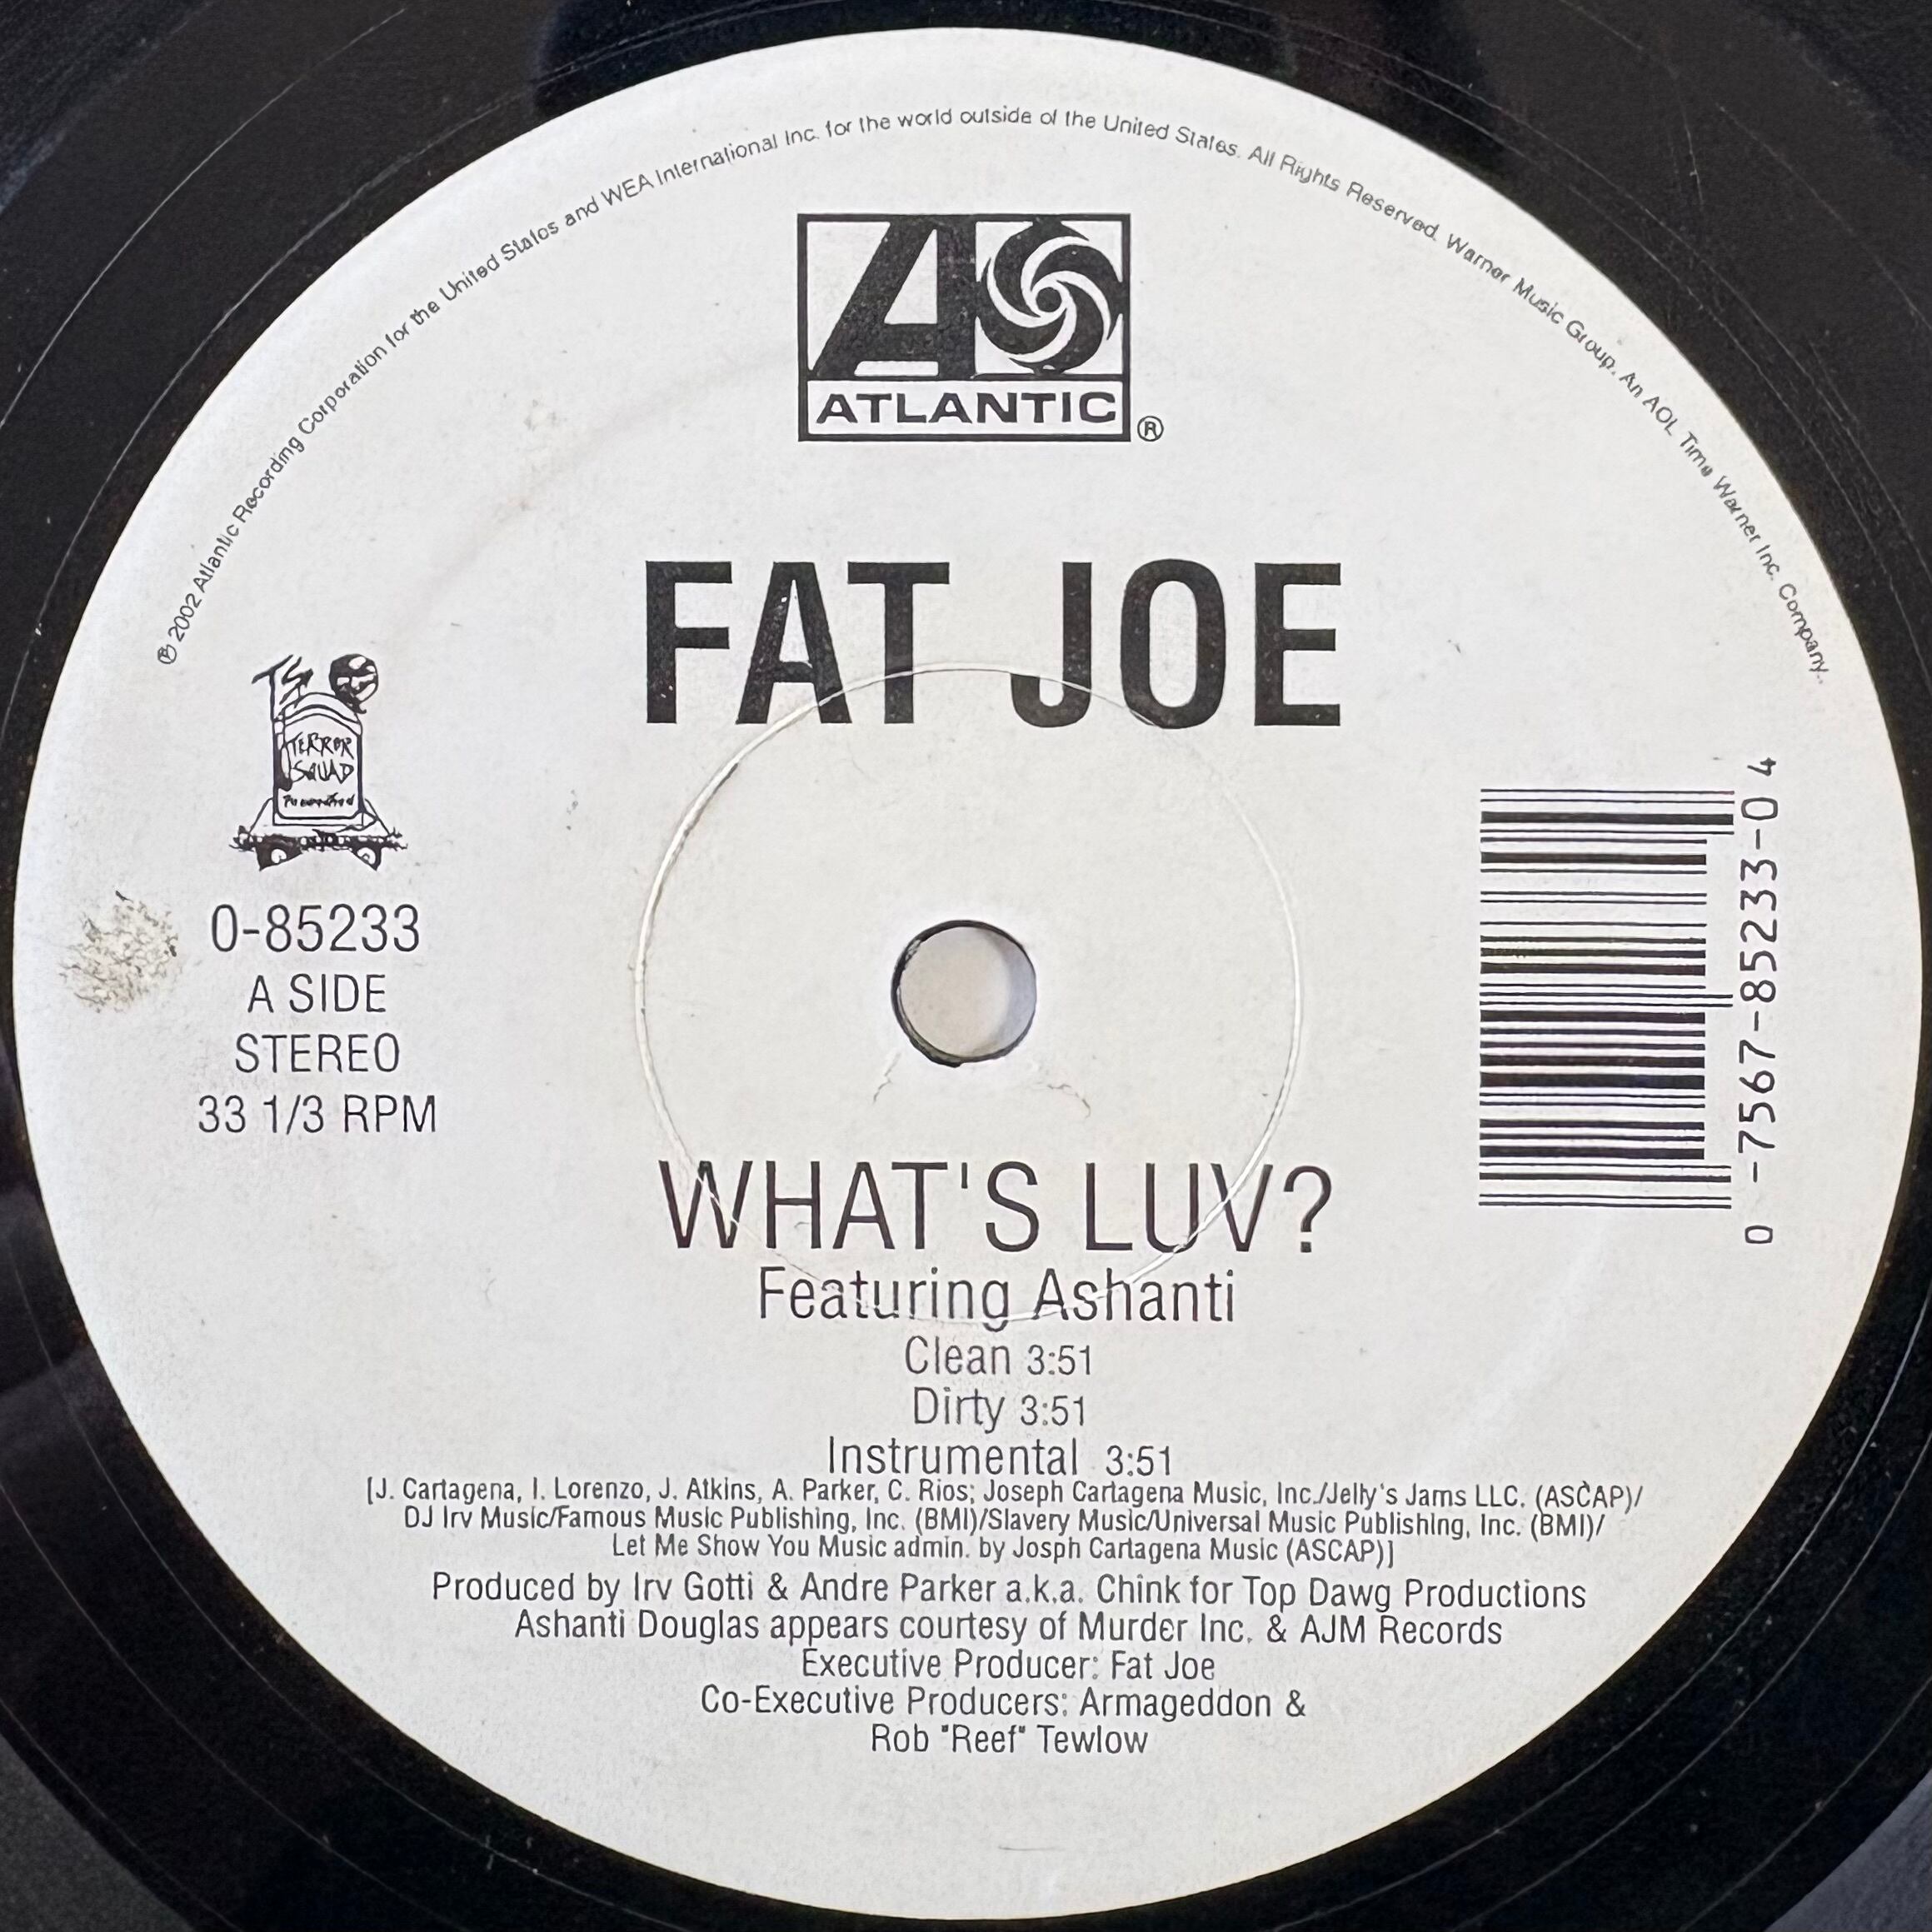 ℗ 2002 Atlantic Recording Corporation for the United States and WEA International Inc. for the world outside of the United States. All Rights Reserved. Warner Music Group. An AOL Time Warner Inc. Company..
ATLANTIC®
FAT JOE
TS
TERROR
SQUAD
0-85233
A SIDE
STEREO
33 1/3 RPM
0 -7567-85233-0 4
WHAT'S LUV?
Featuring Ashanti
Clean 3:51
Dirty 3:51
Instrumental 3:51
[J. Cartagena, I. Lorenzo, J. Atkins, A. Parker, C. Rios; Joseph Cartagena Music, Inc./Jelly's Jams LLC. (ASCAP)/
DJ Irv Music/Famous Music Publishing, Inc. (BMI)/Slavery Music/Universal Music Publishing, Inc. (BMI)/
Let Me Show You Music admin. by Josph Cartagena Music (ASCAP)]
Produced by Irv Gotti & Andre Parker a.k.a. Chink for Top Dawg Productions
Ashanti Douglas appears courtesy of Murder Inc. & AJM Records
Executive Producer: Fat Joe
Co-Executive Producers: Armageddon &
Rob "Reef" Tewlow